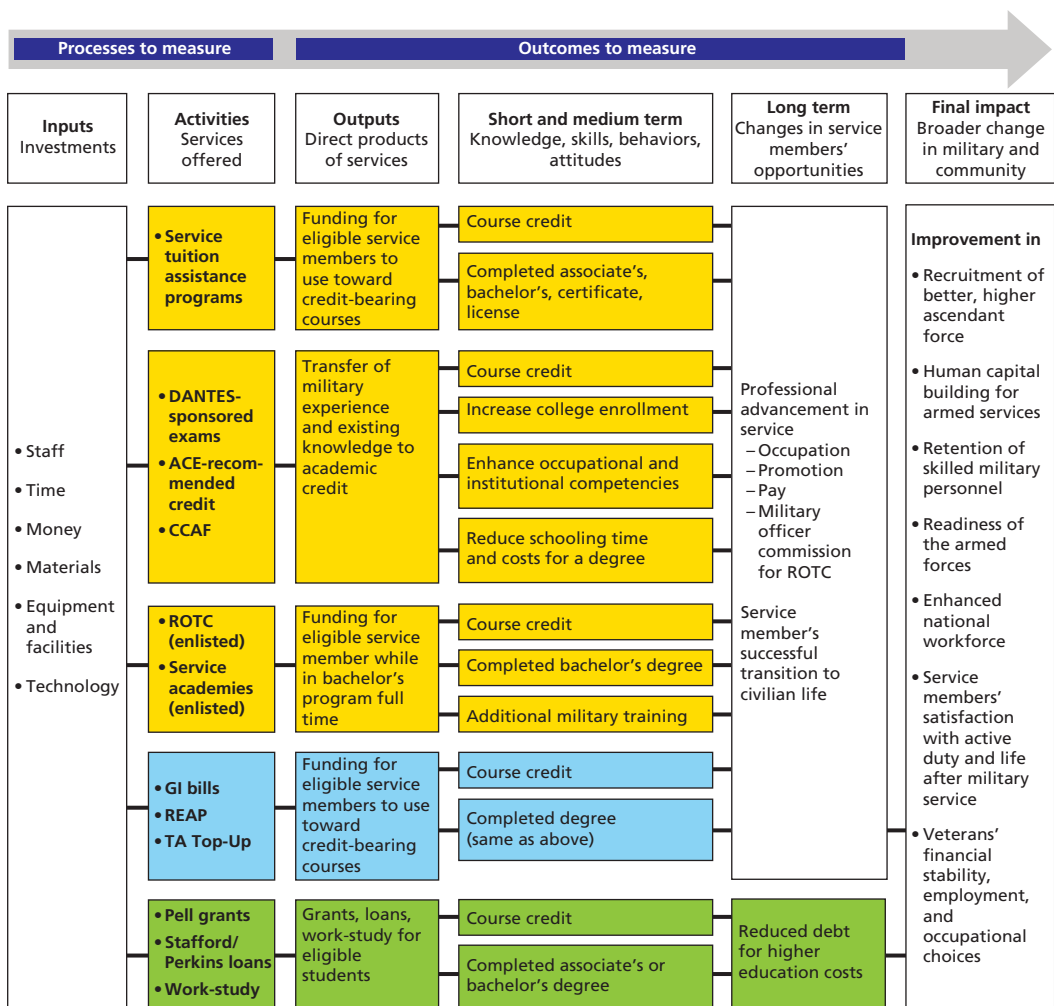 Processes to measure
Outcomes to measure
Inputs
Investments
Activities
Services
offered
Outputs
Direct products
of services
Short and medium term
Knowledge, skills, behaviors,
attitudes
Long term
Changes in service
members’
opportunities
Final impact
Broader change
in military and
community
• Staff
• Time
• Money
• Materials
• Equipment
and
facilities
• Technology
• Service
tuition
assistance
programs
Funding for
eligible service
members to
use toward
credit-bearing
courses
Course credit
Completed associate’s,
bachelor’s, certificate,
license
• DANTES-
sponsored
exams
• ACE-recom-
mended
credit
• CCAF
Transfer of
military
experience
and existing
knowledge to
academic
credit
Course credit
Increase college enrollment
Enhance occupational and
institutional competencies
Reduce schooling time
and costs for a degree
• ROTC
(enlisted)
• Service
academies
(enlisted)
Funding for
eligible service
member while
in bachelor’s
program full
time
Course credit
Completed bachelor’s degree
Additional military training
• GI bills
• REAP
• TA Top-Up
Funding for
eligible service
members to use
toward
credit-bearing
courses
Course credit
Completed degree
(same as above)
• Pell grants
• Stafford/
Perkins loans
• Work-study
Grants, loans,
work-study for
eligible
students
Course credit
Completed associate’s or
bachelor’s degree
Professional
advancement in
service
– Occupation
– Promotion
– Pay
– Military
officer
commission
for ROTC
Service
member’s
successful
transition to
civilian life
Reduced debt
for higher
education costs
Improvement in
• Recruitment of
better, higher
ascendant
force
• Human capital
building for
armed services
• Retention of
skilled military
personnel
• Readiness of
the armed
forces
• Enhanced
national
workforce
• Service
members’
satisfaction
with active
duty and life
after military
service
• Veterans’
financial
stability,
employment,
and
occupational
choices